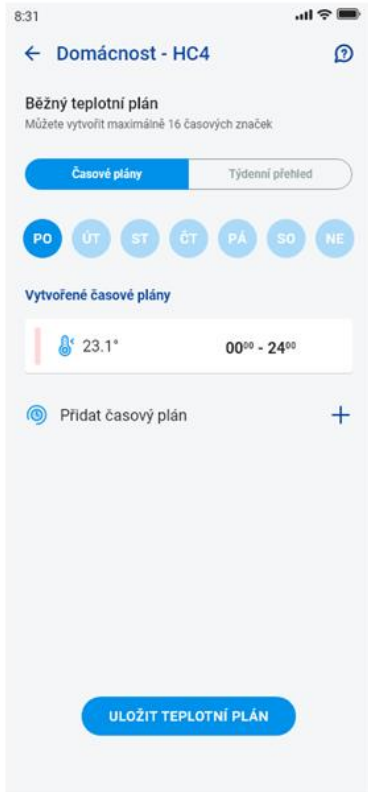 8:31
Domácnost - HC4
Běžný teplotní plán
Můžete vytvořit maximálně 16 časových značek
Časové plány
Týdenní přehled
PO ÚT ST ČT PÁ SO NE
Vytvořené časové plány
23.1° 00⁰⁰ - 24⁰⁰
Přidat časový plán
ULOŽIT TEPLOTNÍ PLÁN